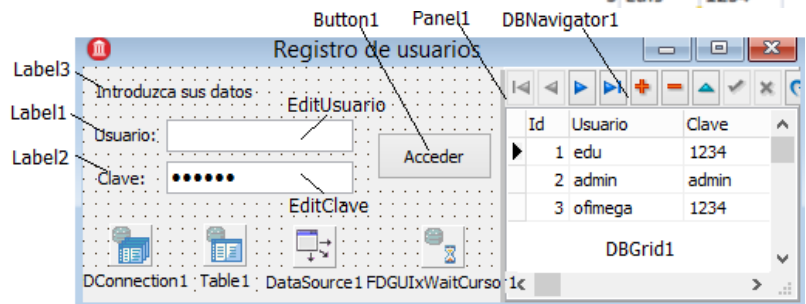 Button1 Panel1 DBNavigator1
Registro de usuarios
Label3
Introduzca sus datos
EditUsuario
Label1
Usuario:
Label2
Clave: ••••••
EditClave
Acceder
Id Usuario Clave
1 edu 1234
2 admin admin
3 ofimega 1234
DBGrid1
DConnection1 Table1 DataSource1 FDGUIxWaitCursor1